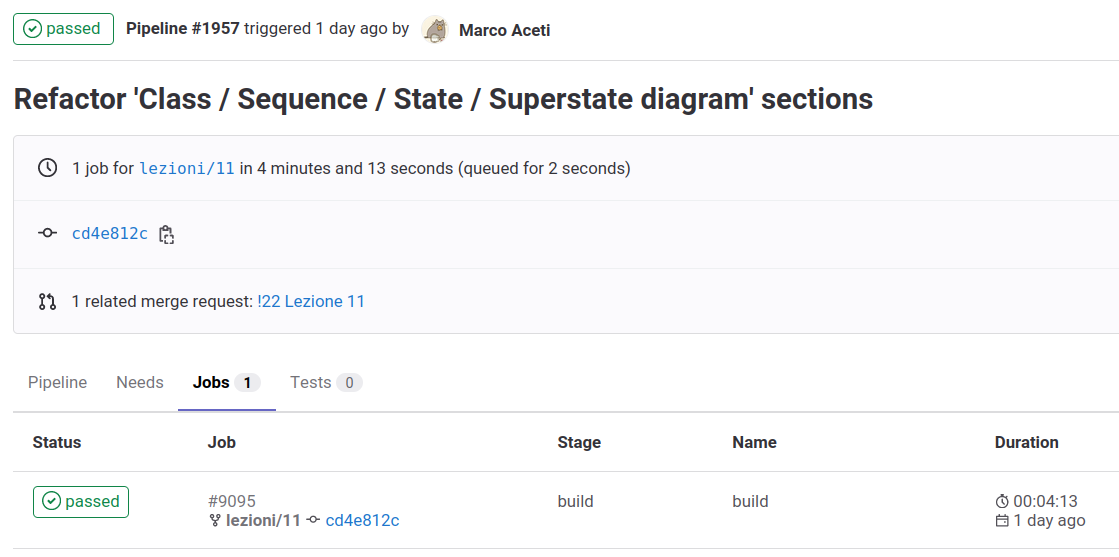 passed Pipeline #1957 triggered 1 day ago by Marco Aceti
Refactor 'Class / Sequence / State / Superstate diagram' sections
1 job for lezioni/11 in 4 minutes and 13 seconds (queued for 2 seconds)
cd4e812c
1 related merge request: !22 Lezione 11
Pipeline Needs Jobs 1 Tests 0
Status Job Stage Name Duration
passed #9095 build build 00:04:13
lezioni/11 cd4e812c 1 day ago